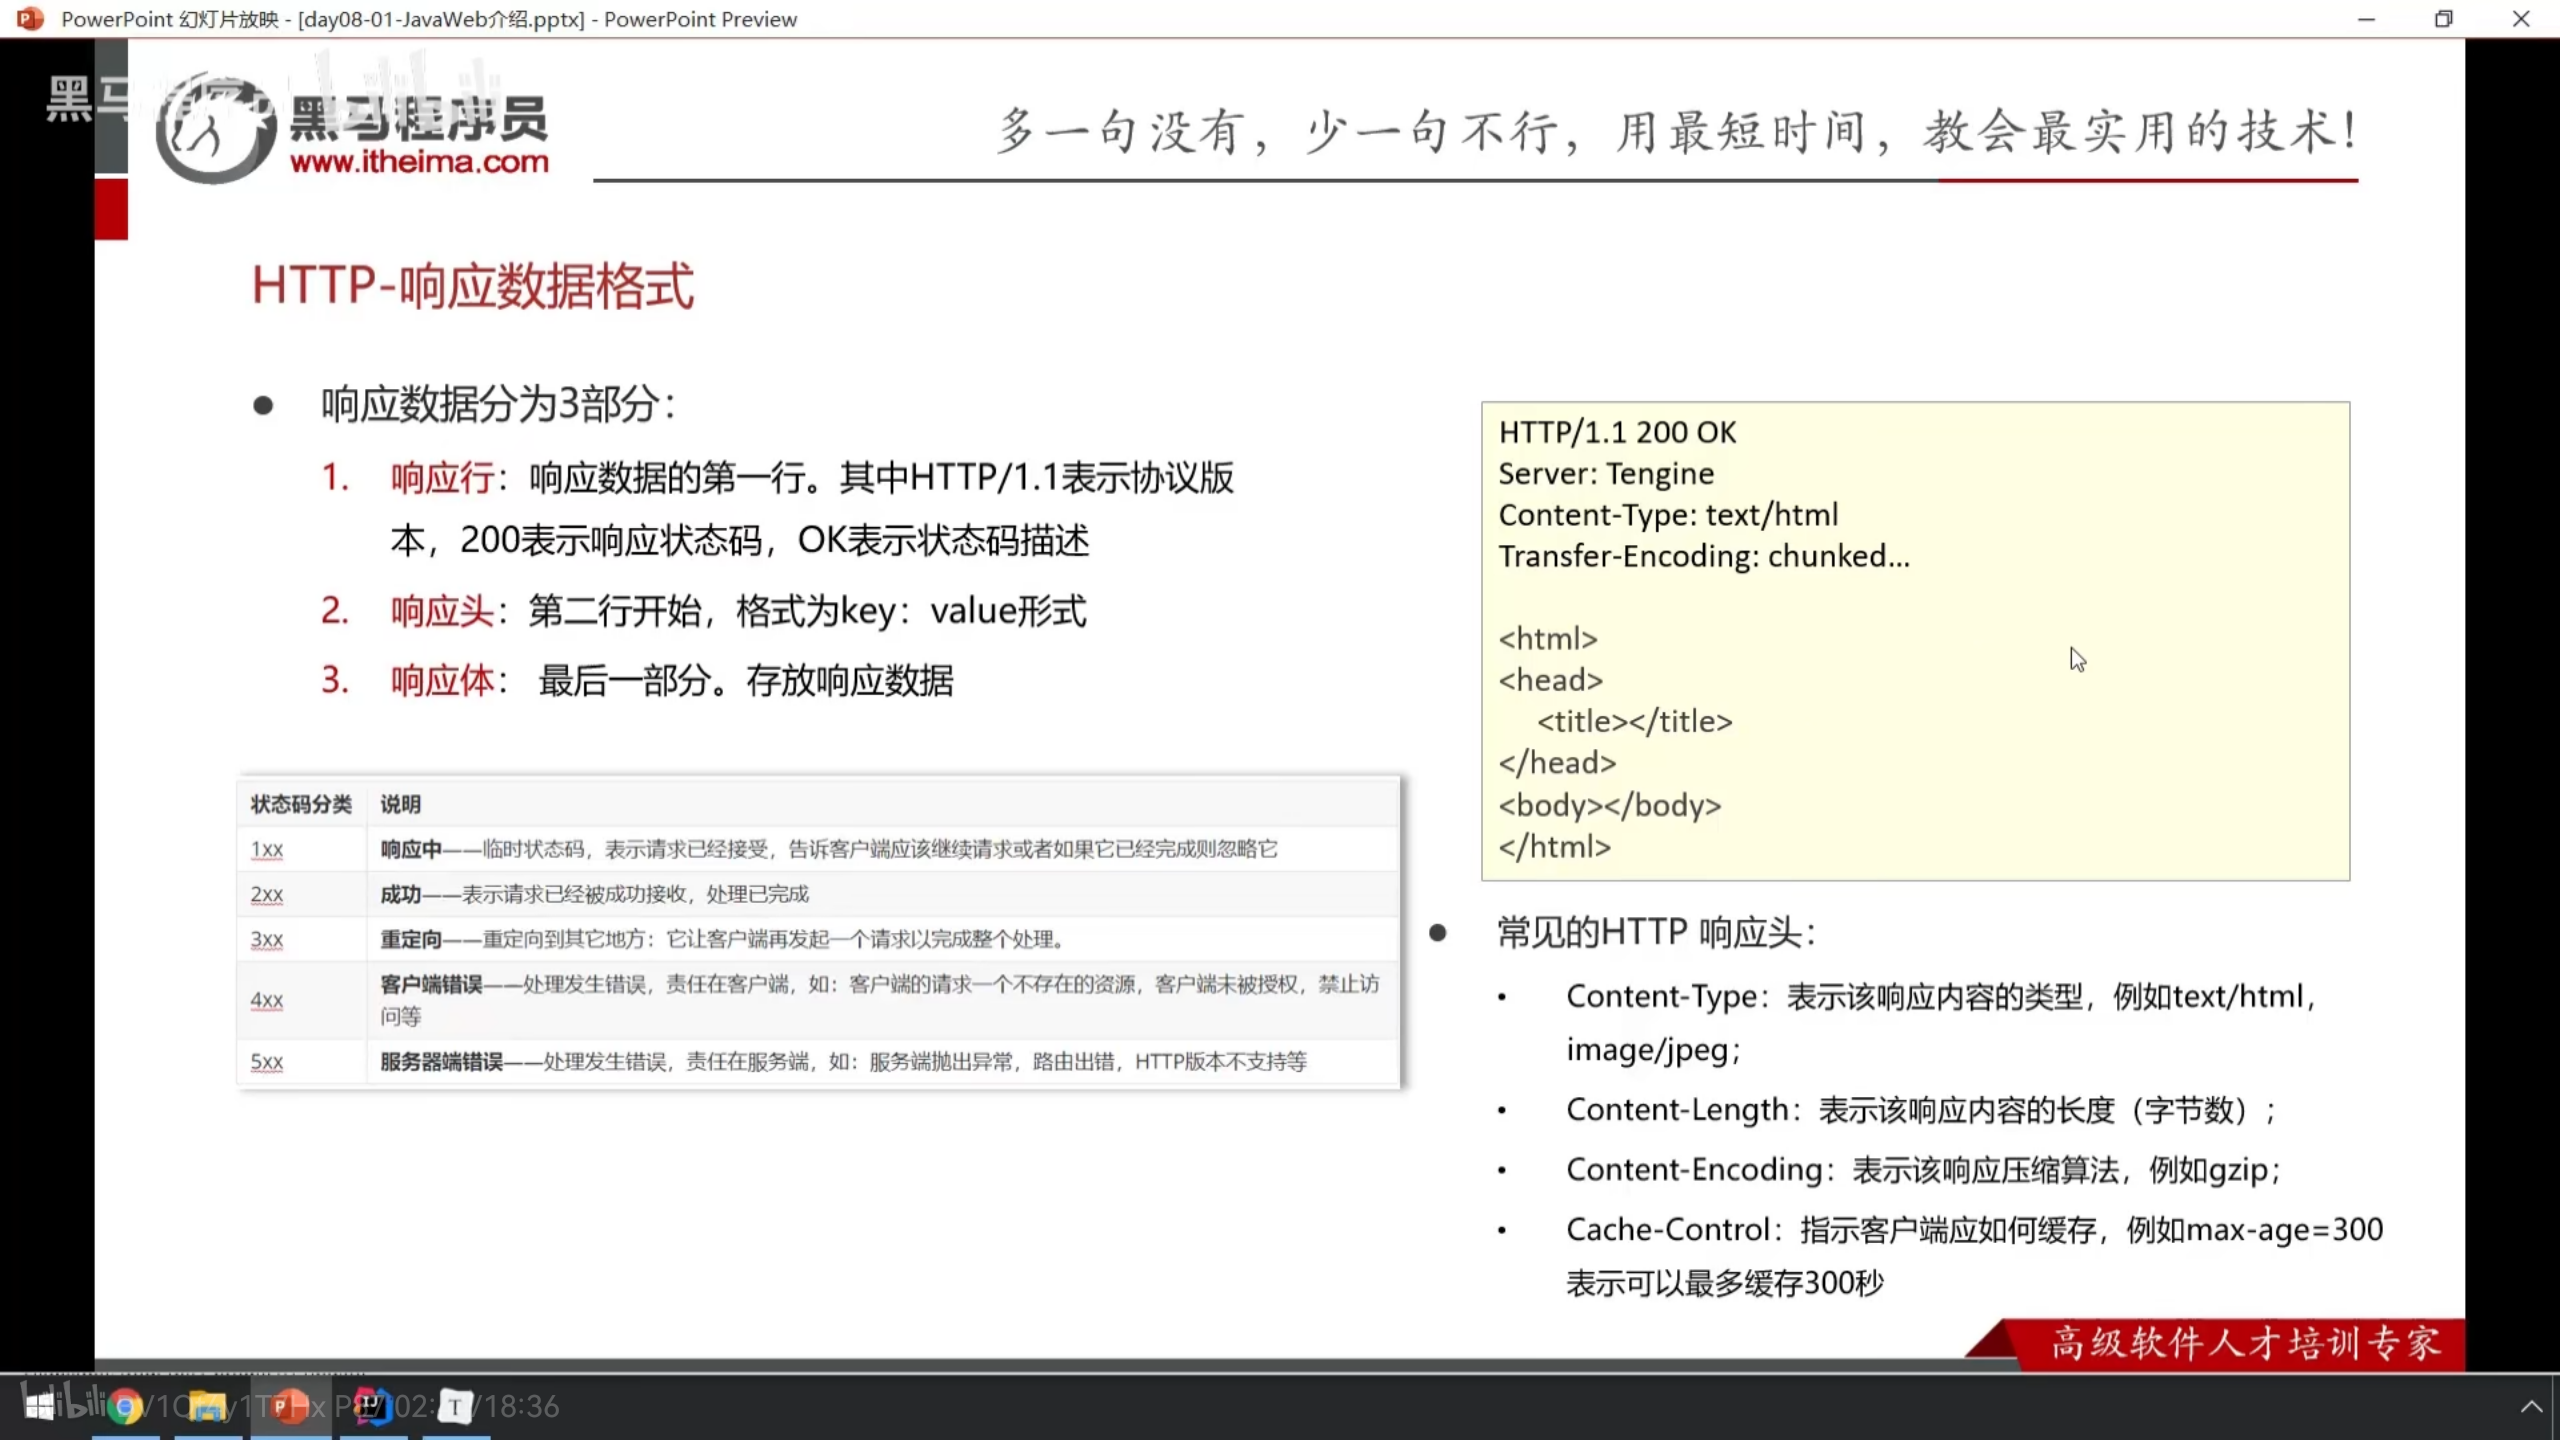 PowerPoint 幻灯片放映 - [day08-01-JavaWeb介绍.pptx] - PowerPoint Preview
黑马程序员
www.itheima.com
多一句没有，少一句不行，用最短时间，教会最实用的技术！
HTTP-响应数据格式
● 响应数据分为3部分：
1. 响应行：响应数据的第一行。其中HTTP/1.1表示协议版
本，200表示响应状态码，OK表示状态码描述
2. 响应头：第二行开始，格式为key：value形式
3. 响应体： 最后一部分。存放响应数据
状态码分类 说明
1xx 响应中——临时状态码，表示请求已经接受，告诉客户端应该继续请求或者如果它已经完成则忽略它
2xx 成功——表示请求已经被成功接收，处理已完成
3xx 重定向——重定向到其它地方：它让客户端再发起一个请求以完成整个处理。
4xx 客户端错误——处理发生错误，责任在客户端，如：客户端的请求一个不存在的资源，客户端未被授权，禁止访
问等
5xx 服务器端错误——处理发生错误，责任在服务端，如：服务端抛出异常，路由出错，HTTP版本不支持等
HTTP/1.1 200 OK
Server: Tengine
Content-Type: text/html
Transfer-Encoding: chunked...
<html>
<head>
<title></title>
</head>
<body></body>
</html>
● 常见的HTTP 响应头：
• Content-Type：表示该响应内容的类型，例如text/html，
image/jpeg；
• Content-Length：表示该响应内容的长度（字节数）；
• Content-Encoding：表示该响应压缩算法，例如gzip；
• Cache-Control：指示客户端应如何缓存，例如max-age=300
表示可以最多缓存300秒
高级软件人才培训专家
bilibili
/18:36